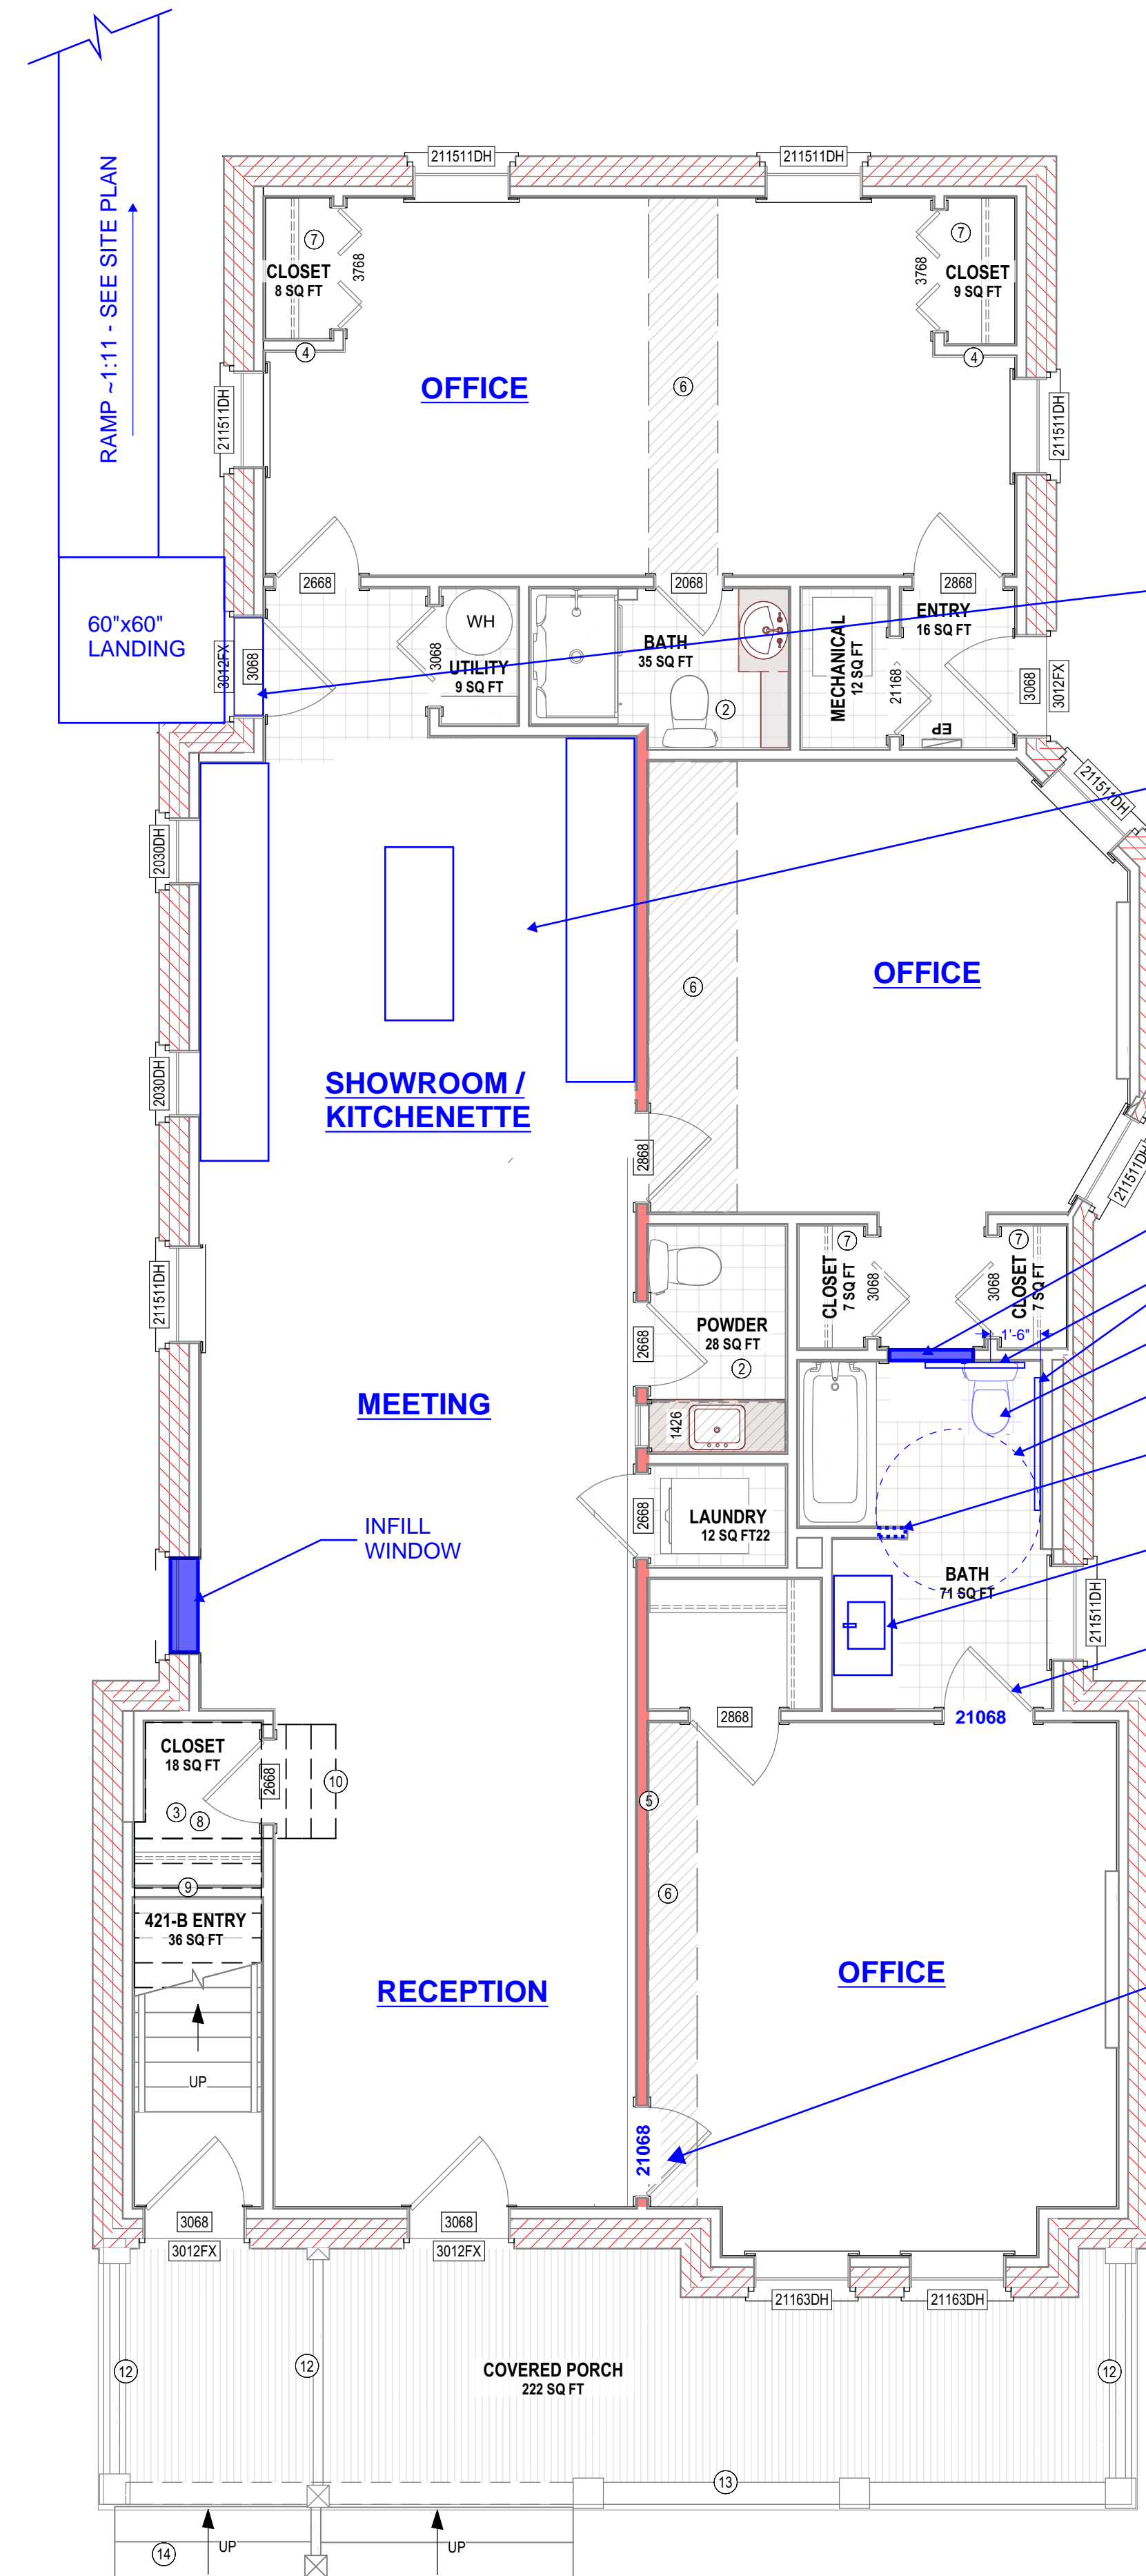 211511DH
211511DH
RAMP ~1:11 - SEE SITE PLAN
7
CLOSET
8 SQ FT
3768
4
3768
7
CLOSET
9 SQ FT
4
OFFICE
6
211511DH
211511DH
2668
2068
2868
60"x60"
LANDING
3012FX
3068
3068
WH
UTILITY
9 SQ FT
BATH
35 SQ FT
2
MECHANICAL
12 SQ FT
21168
ENTRY
16 SQ FT
EP
3068
3012FX
211511DH
2030DH
6
OFFICE
2030DH
SHOWROOM /
KITCHENETTE
2868
211511DH
211511DH
7
CLOSET
7 SQ FT
3068
3068
7
CLOSET
7 SQ FT
1'-6"
POWDER
28 SQ FT
2
2668
MEETING
1426
INFILL
WINDOW
2668
LAUNDRY
12 SQ FT22
BATH
71 SQ FT
211511DH
2868
21068
CLOSET
18 SQ FT
2668
10
3
8
5
9
6
421-B ENTRY
36 SQ FT
OFFICE
RECEPTION
UP
21068
3068
3012FX
3068
3012FX
21163DH
21163DH
12
12
COVERED PORCH
222 SQ FT
12
13
14
UP
UP